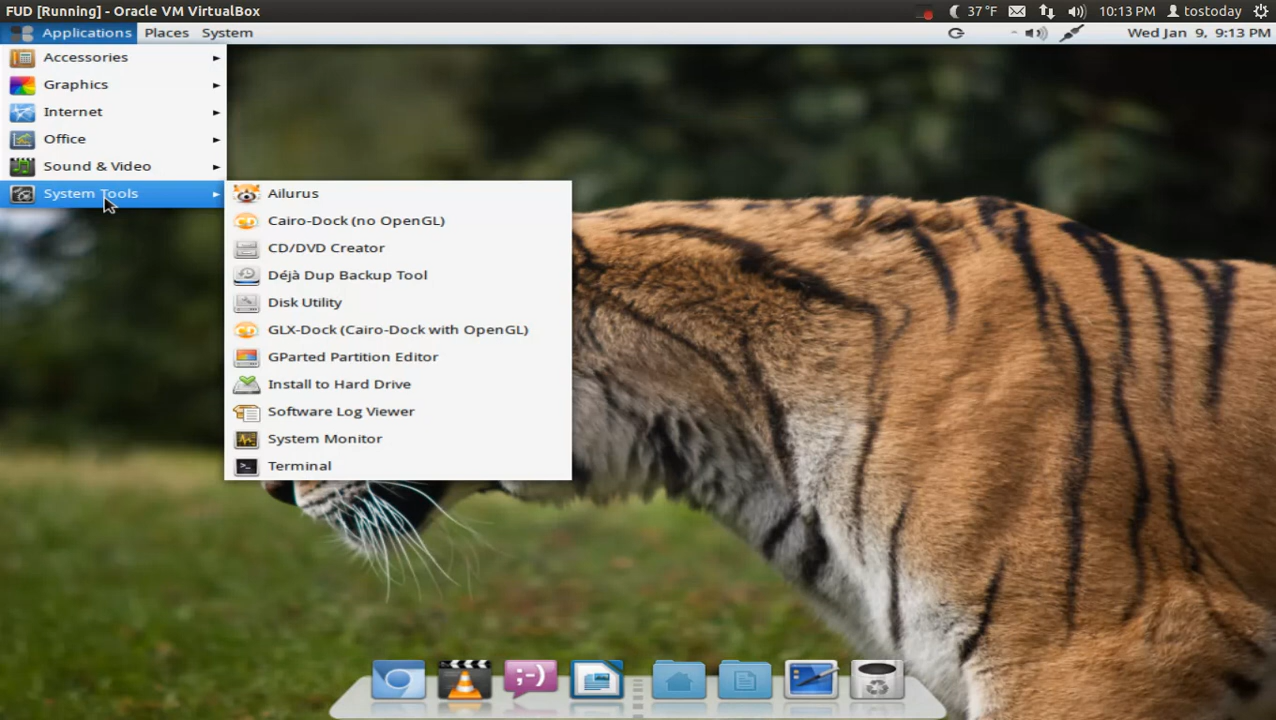 FUD [Running] - Oracle VM VirtualBox 37 °F 10:13 PM tostoday
Applications Places System Wed Jan 9, 9:13 PM
Accessories
Graphics
Internet
Office
Sound & Video
System Tools
Ailurus
Cairo-Dock (no OpenGL)
CD/DVD Creator
Déjà Dup Backup Tool
Disk Utility
GLX-Dock (Cairo-Dock with OpenGL)
GParted Partition Editor
Install to Hard Drive
Software Log Viewer
System Monitor
Terminal
;-)